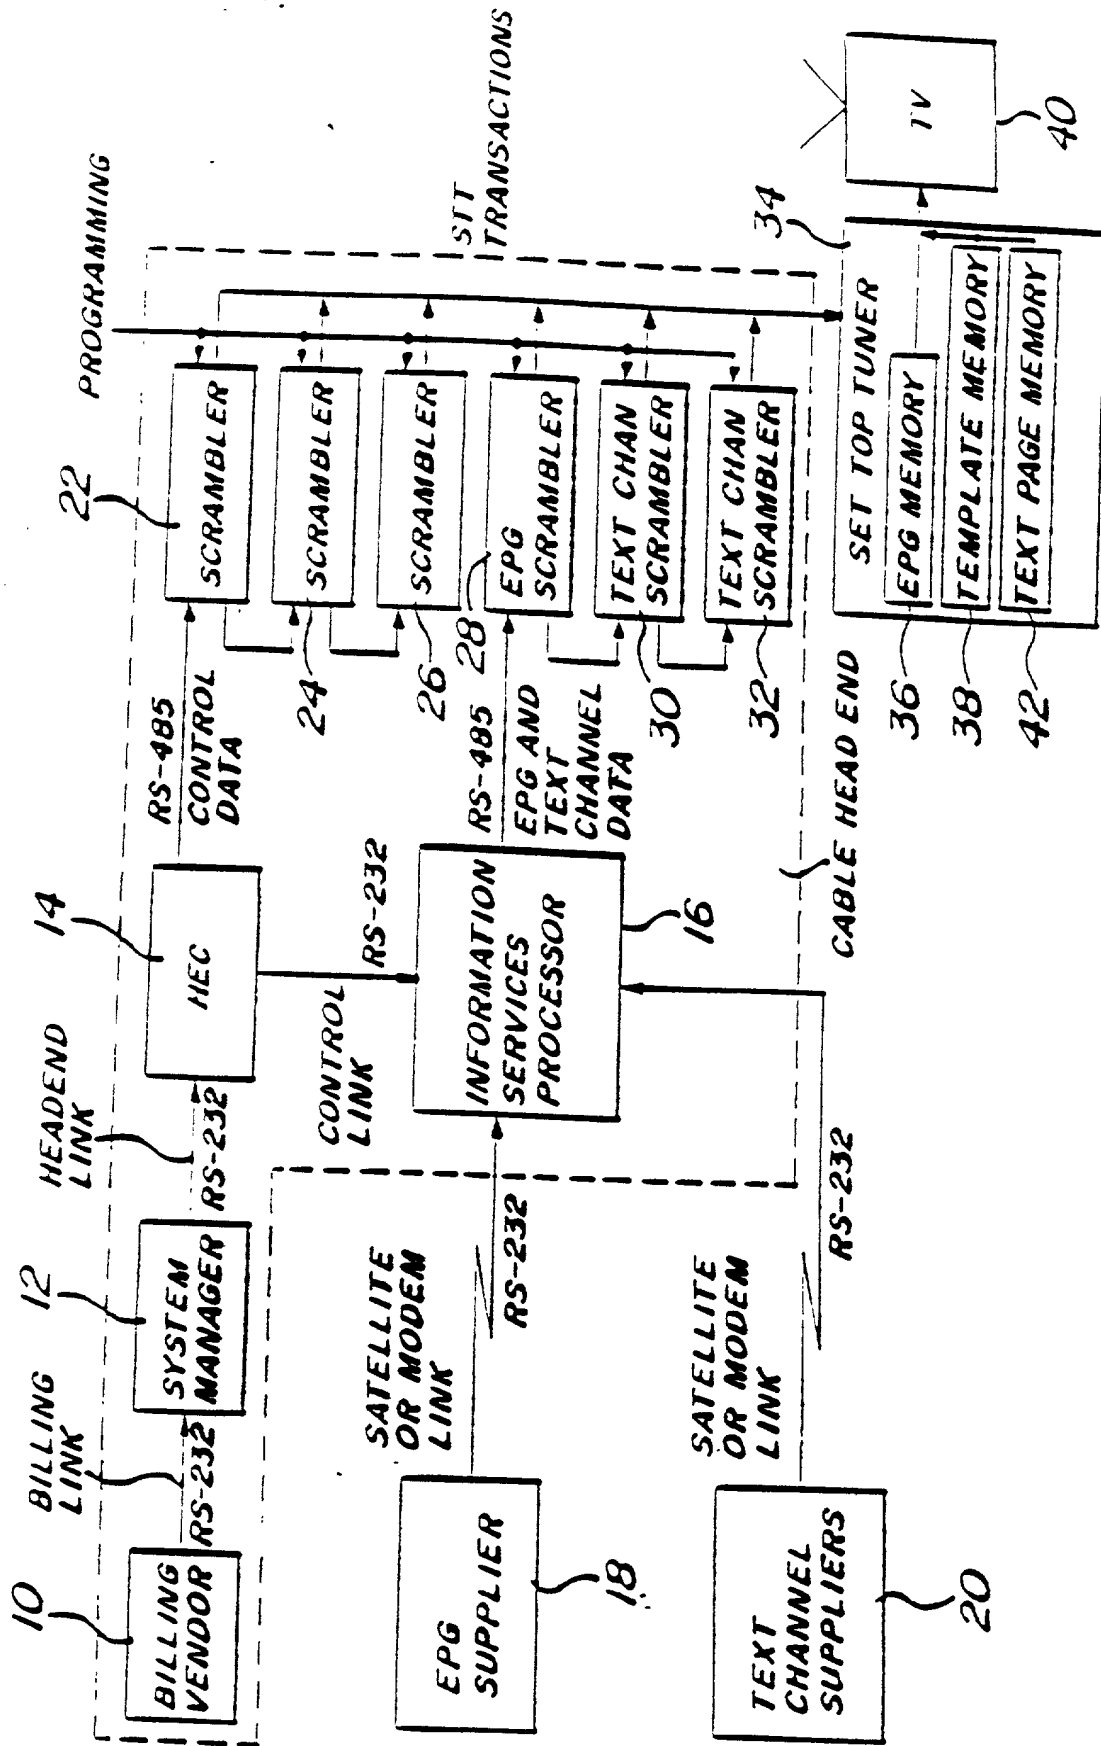 10
BILLING
VENDOR
BILLING
LINK
RS-232
12
SYSTEM
MANAGER
HEADEND
LINK
RS-232
14
HEC
RS-485
CONTROL
DATA
22
SCRAMBLER
PROGRAMING
SCRAMBLER
24
SCRAMBLER
26
STT
TRANSACTIONS
CONTROL
LINK
RS-232
EPG
SUPPLIER
18
SATELLITE
OR MODEM
LINK
RS-232
INFORMATION
SERVICES
PROCESSOR
16
RS-485
EPG AND
TEXT
CHANNEL
DATA
28
EPG
SCRAMBLER
TEXT CHAN
SCRAMBLER
30
TEXT CHAN
SCRAMBLER
32
TEXT
CHANNEL
SUPPLIERS
20
SATELLITE
OR MODEM
LINK
RS-232
CABLE HEAD END
34
SET TOP TUNER
EPG MEMORY
36
TEMPLATE MEMORY
38
TEXT PAGE MEMORY
42
TV
40